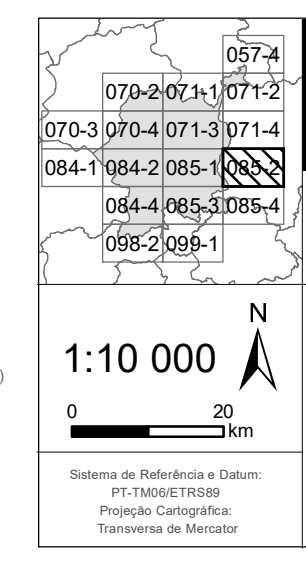 057-4
070-2 071-1 071-2
070-3 070-4 071-3 071-4
084-1 084-2 085-1 085-2
084-4 085-3 085-4
098-2 099-1
N
1:10 000
0 20
km
)
Sistema de Referência e Datum:
PT-TM06/ETRS89
Projeção Cartográfica:
Transversa de Mercator